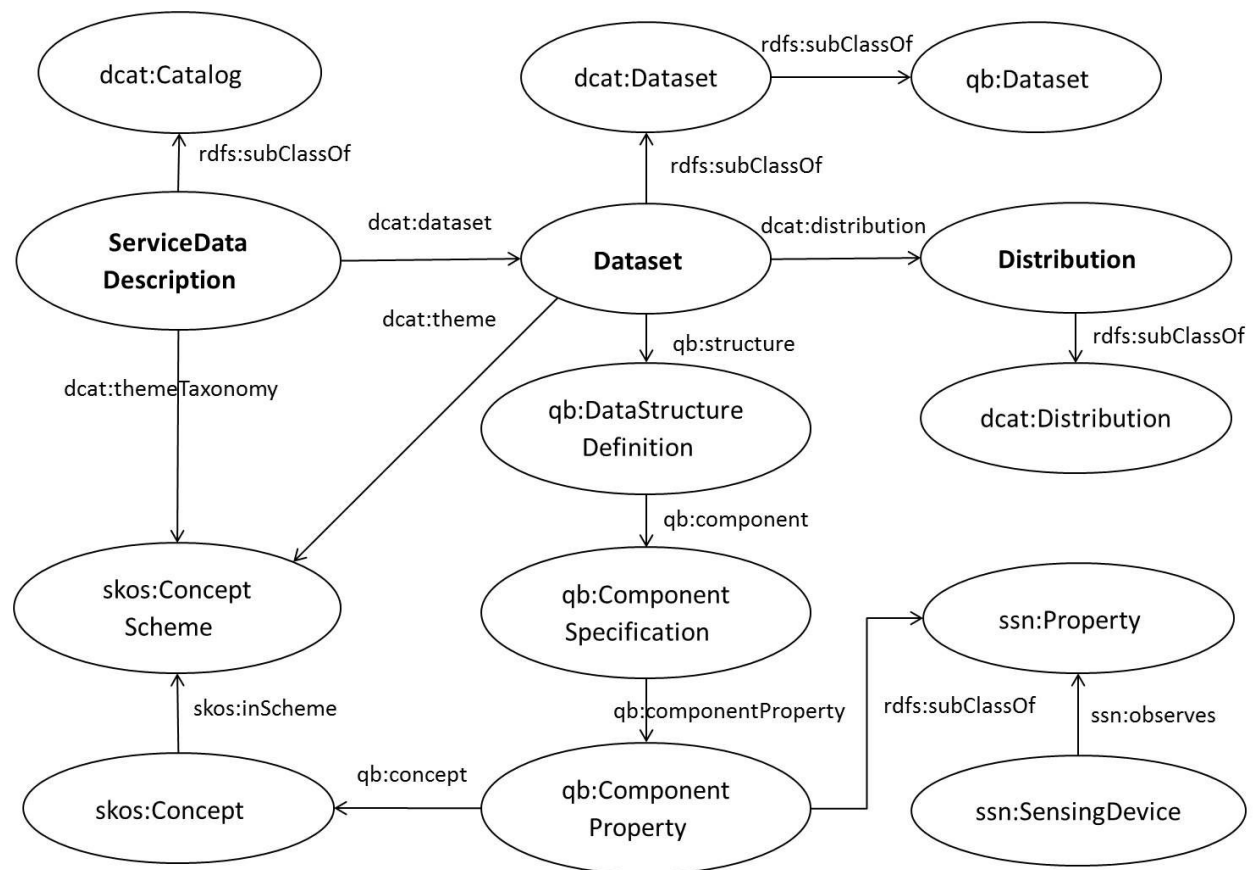 rdfs:subClassOf
dcat:Catalog
dcat:Dataset
qb:Dataset
rdfs:subClassOf
rdfs:subClassOf
dcat:dataset
dcat:distribution
ServiceData
Description
Dataset
Distribution
dcat:theme
qb:structure
rdfs:subClassOf
dcat:themeTaxonomy
qb:DataStructure
Definition
dcat:Distribution
qb:component
skos:Concept
Scheme
qb:Component
Specification
ssn:Property
skos:inScheme
qb:componentProperty
rdfs:subClassOf
ssn:observes
qb:concept
skos:Concept
qb:Component
Property
ssn:SensingDevice